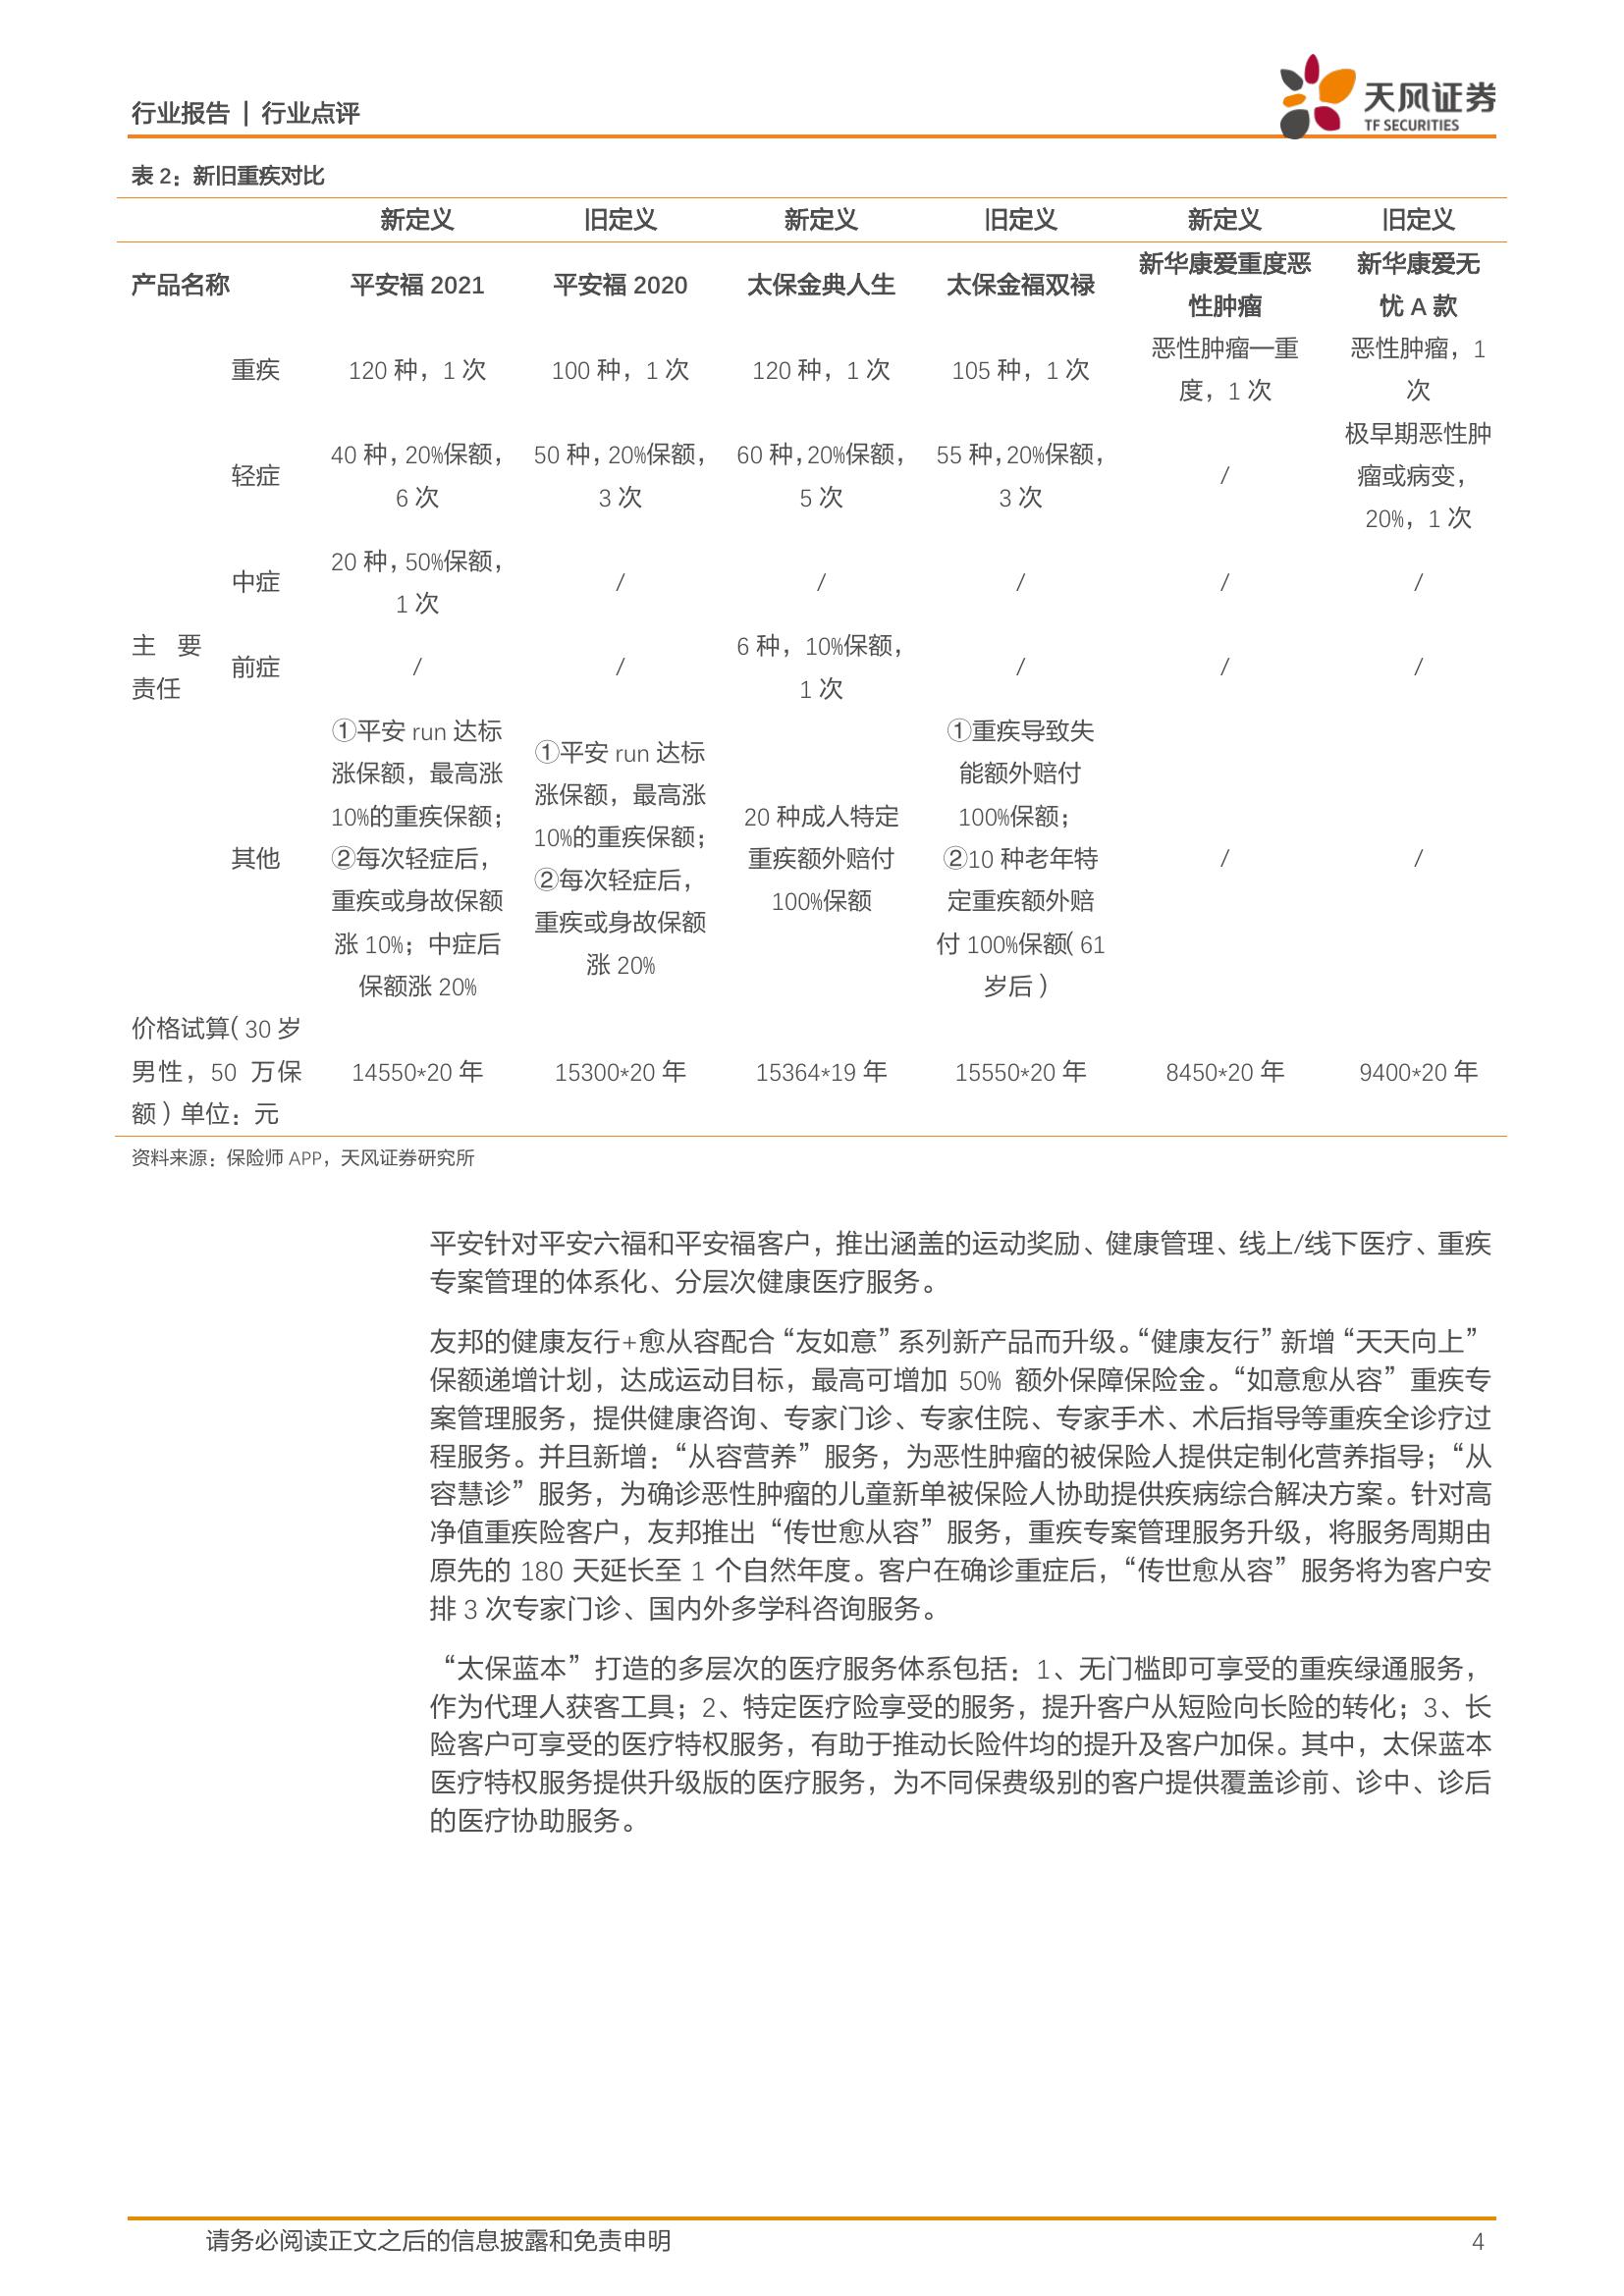 行业报告 | 行业点评
天风证券
TF SECURITIES
表 2：新旧重疾对比
新定义 旧定义 新定义 旧定义 新定义 旧定义
产品名称 平安福 2021 平安福 2020 太保金典人生 太保金福双禄 新华康爱重度恶性肿瘤 新华康爱无忧 A 款
主 要责任
重疾 120 种，1 次 100 种，1 次 120 种，1 次 105 种，1 次 恶性肿瘤—重度，1 次 恶性肿瘤，1次
轻症 40 种，20%保额，6 次 50 种，20%保额，3 次 60 种，20%保额，5 次 55 种，20%保额，3 次 / 极早期恶性肿瘤或病变，20%，1 次
中症 20 种，50%保额，1 次 / / / / /
前症 / / 6 种，10%保额，1 次 / / /
其他 ①平安 run 达标涨保额，最高涨10%的重疾保额；②每次轻症后，重疾或身故保额涨 10%；中症后保额涨 20% ①平安 run 达标涨保额，最高涨10%的重疾保额；②每次轻症后，重疾或身故保额涨 20% 20 种成人特定重疾额外赔付100%保额 ①重疾导致失能额外赔付100%保额；②10 种老年特定重疾额外赔付 100%保额（61岁后） / /
价格试算（30 岁男性，50 万保额）单位：元 14550*20 年 15300*20 年 15364*19 年 15550*20 年 8450*20 年 9400*20 年
资料来源：保险师 APP，天风证券研究所
平安针对平安六福和平安福客户，推出涵盖的运动奖励、健康管理、线上/线下医疗、重疾
专案管理的体系化、分层次健康医疗服务。
友邦的健康友行+愈从容配合“友如意”系列新产品而升级。“健康友行”新增“天天向上”
保额递增计划，达成运动目标，最高可增加 50% 额外保障保险金。“如意愈从容”重疾专
案管理服务，提供健康咨询、专家门诊、专家住院、专家手术、术后指导等重疾全诊疗过
程服务。并且新增：“从容营养”服务，为恶性肿瘤的被保险人提供定制化营养指导；“从
容慧诊”服务，为确诊恶性肿瘤的儿童新单被保险人协助提供疾病综合解决方案。针对高
净值重疾险客户，友邦推出“传世愈从容”服务，重疾专案管理服务升级，将服务周期由
原先的 180 天延长至 1 个自然年度。客户在确诊重症后，“传世愈从容”服务将为客户安
排 3 次专家门诊、国内外多学科咨询服务。
“太保蓝本”打造的多层次的医疗服务体系包括：1、无门槛即可享受的重疾绿通服务，
作为代理人获客工具；2、特定医疗险享受的服务，提升客户从短险向长险的转化；3、长
险客户可享受的医疗特权服务，有助于推动长险件均的提升及客户加保。其中，太保蓝本
医疗特权服务提供升级版的医疗服务，为不同保费级别的客户提供覆盖诊前、诊中、诊后
的医疗协助服务。
请务必阅读正文之后的信息披露和免责申明 4